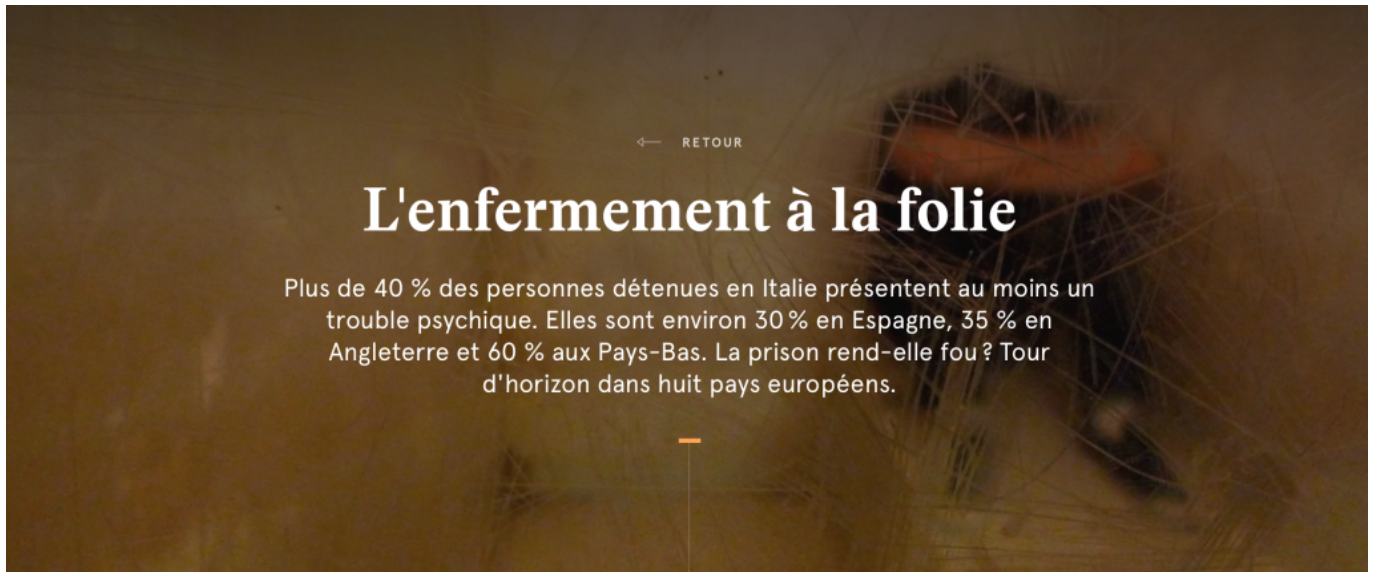 RETOUR
L'enfermement à la folie
Plus de 40 % des personnes détenues en Italie présentent au moins un
trouble psychique. Elles sont environ 30 % en Espagne, 35 % en
Angleterre et 60 % aux Pays-Bas. La prison rend-elle fou ? Tour
d'horizon dans huit pays européens.